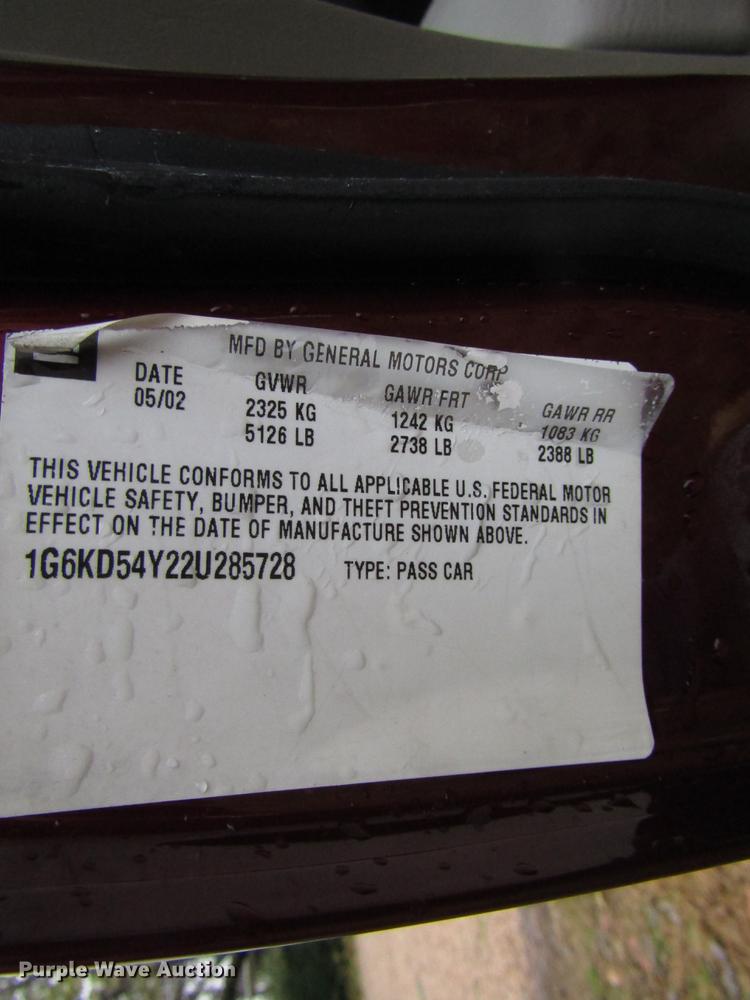 MFD BY GENERAL MOTORS CORP
DATE GVWR GAWR FRT GAWR RR
05/02 2325 KG 1242 KG 1083 KG
5126 LB 2738 LB 2388 LB
THIS VEHICLE CONFORMS TO ALL APPLICABLE U.S. FEDERAL MOTOR
VEHICLE SAFETY, BUMPER, AND THEFT PREVENTION STANDARDS IN
EFFECT ON THE DATE OF MANUFACTURE SHOWN ABOVE.
1G6KD54Y22U285728 TYPE: PASS CAR
Purple Wave Auction